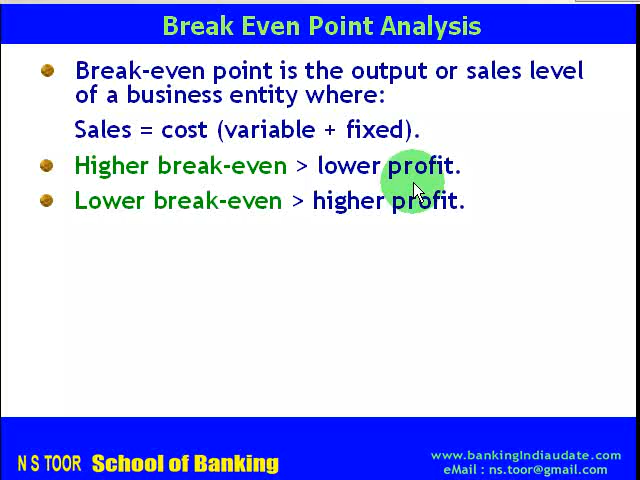 Break Even Point Analysis
Break-even point is the output or sales level
of a business entity where:
Sales = cost (variable + fixed).
Higher break-even > lower profit.
Lower break-even > higher profit.
N S TOOR School of Banking
www.bankingIndiaudate.com
eMail : ns.toor@gmail.com